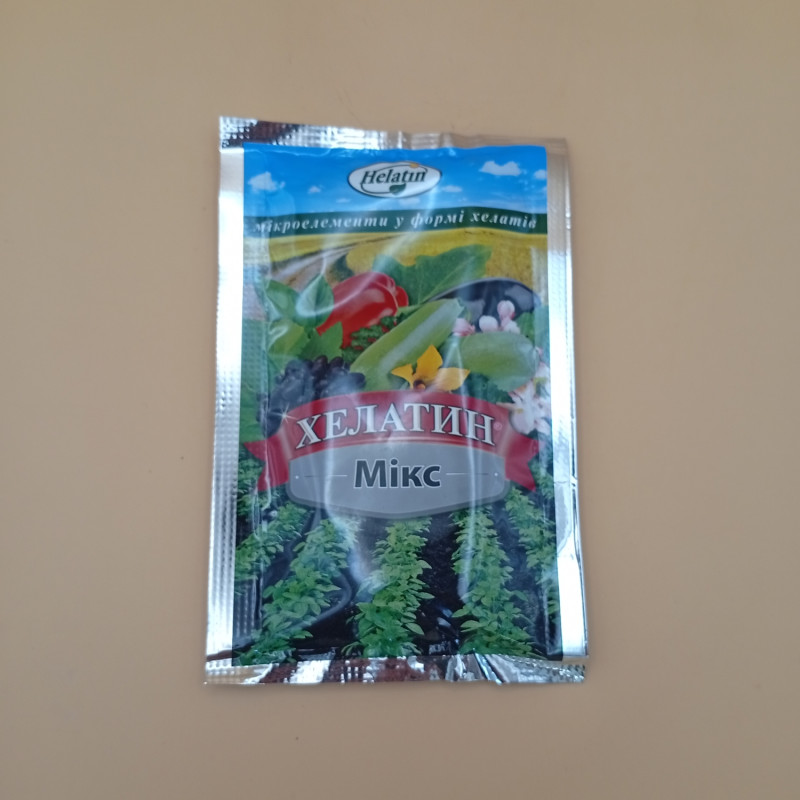 Helatin
мікроелементи у формі хелатів
ХЕЛАТИН®
Мікс